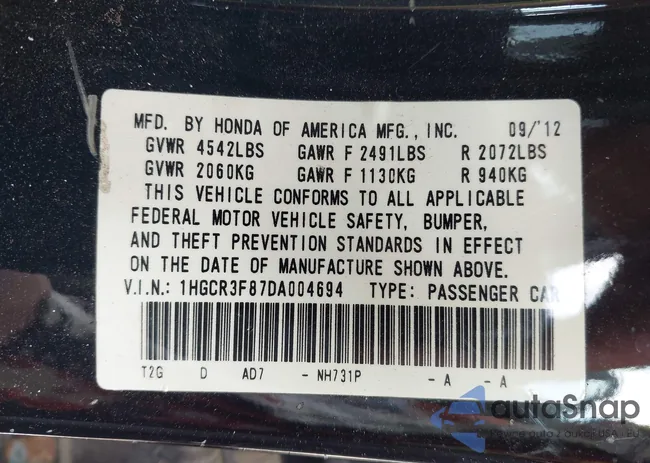 MFD. BY HONDA OF AMERICA MFG., INC. 09/'12
GVWR 4542LBS GAWR F 2491LBS R 2072LBS
GVWR 2060KG GAWR F 1130KG R 940KG
THIS VEHICLE CONFORMS TO ALL APPLICABLE
FEDERAL MOTOR VEHICLE SAFETY, BUMPER,
AND THEFT PREVENTION STANDARDS IN EFFECT
ON THE DATE OF MANUFACTURE SHOWN ABOVE.
V.I.N.: 1HGCR3F87DA004694 TYPE: PASSENGER CAR
T2G D AD7 - NH731P - A - A
autaSnap